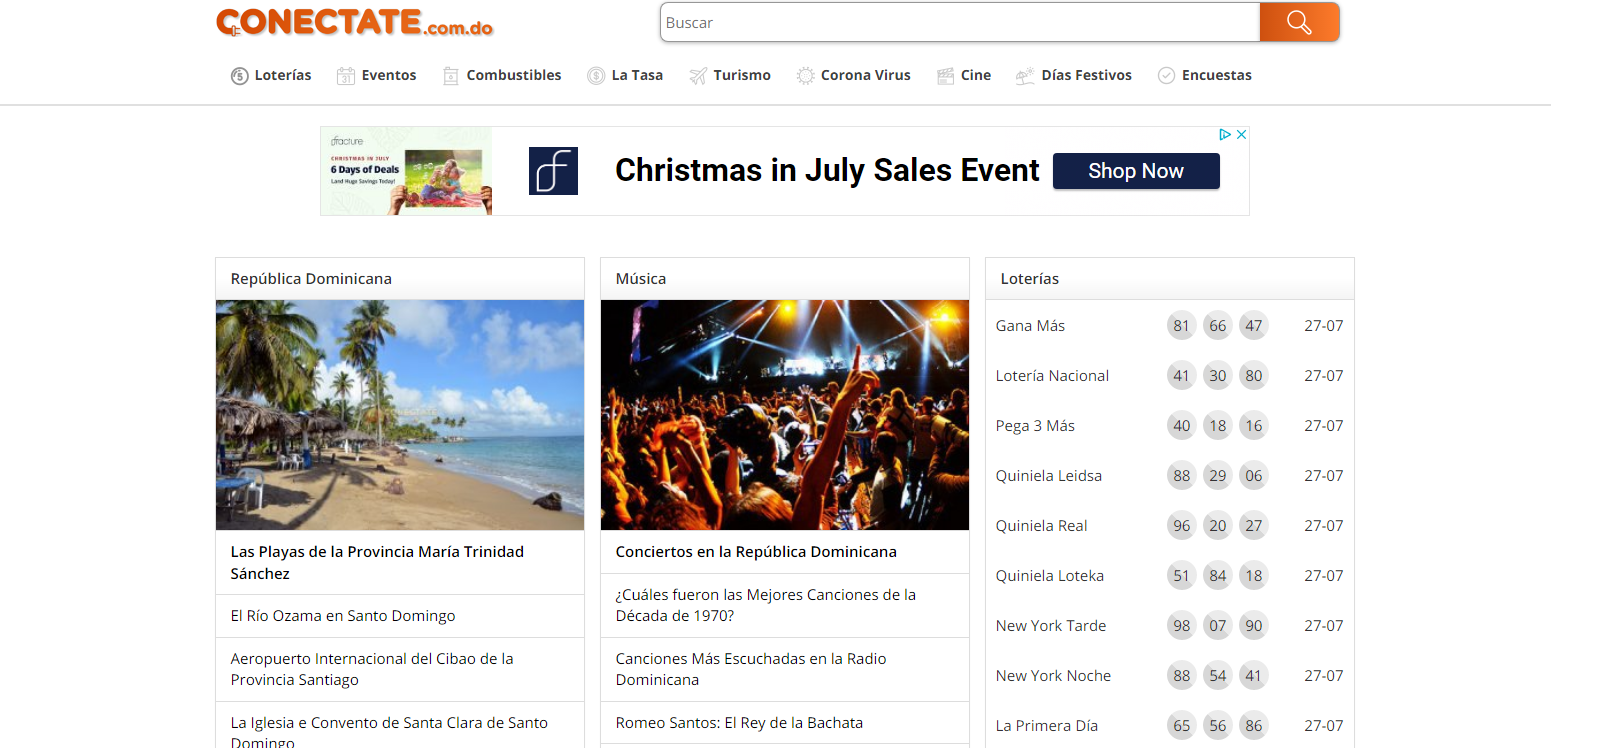 CONECTATE.com.do
Buscar
Loterías
Eventos
Combustibles
La Tasa
Turismo
Corona Virus
Cine
Días Festivos
Encuestas
fracture
CHRISTMAS IN JULY
6 Days of Deals
Land Huge Savings Today!
Christmas in July Sales Event
Shop Now
República Dominicana
CONECTATE
Las Playas de la Provincia María Trinidad
Sánchez
El Río Ozama en Santo Domingo
Aeropuerto Internacional del Cibao de la
Provincia Santiago
La Iglesia e Convento de Santa Clara de Santo
Domingo
Música
Conciertos en la República Dominicana
¿Cuáles fueron las Mejores Canciones de la
Década de 1970?
Canciones Más Escuchadas en la Radio
Dominicana
Romeo Santos: El Rey de la Bachata
Loterías
Gana Más 81 66 47 27-07
Lotería Nacional 41 30 80 27-07
Pega 3 Más 40 18 16 27-07
Quiniela Leidsa 88 29 06 27-07
Quiniela Real 96 20 27 27-07
Quiniela Loteka 51 84 18 27-07
New York Tarde 98 07 90 27-07
New York Noche 88 54 41 27-07
La Primera Día 65 56 86 27-07